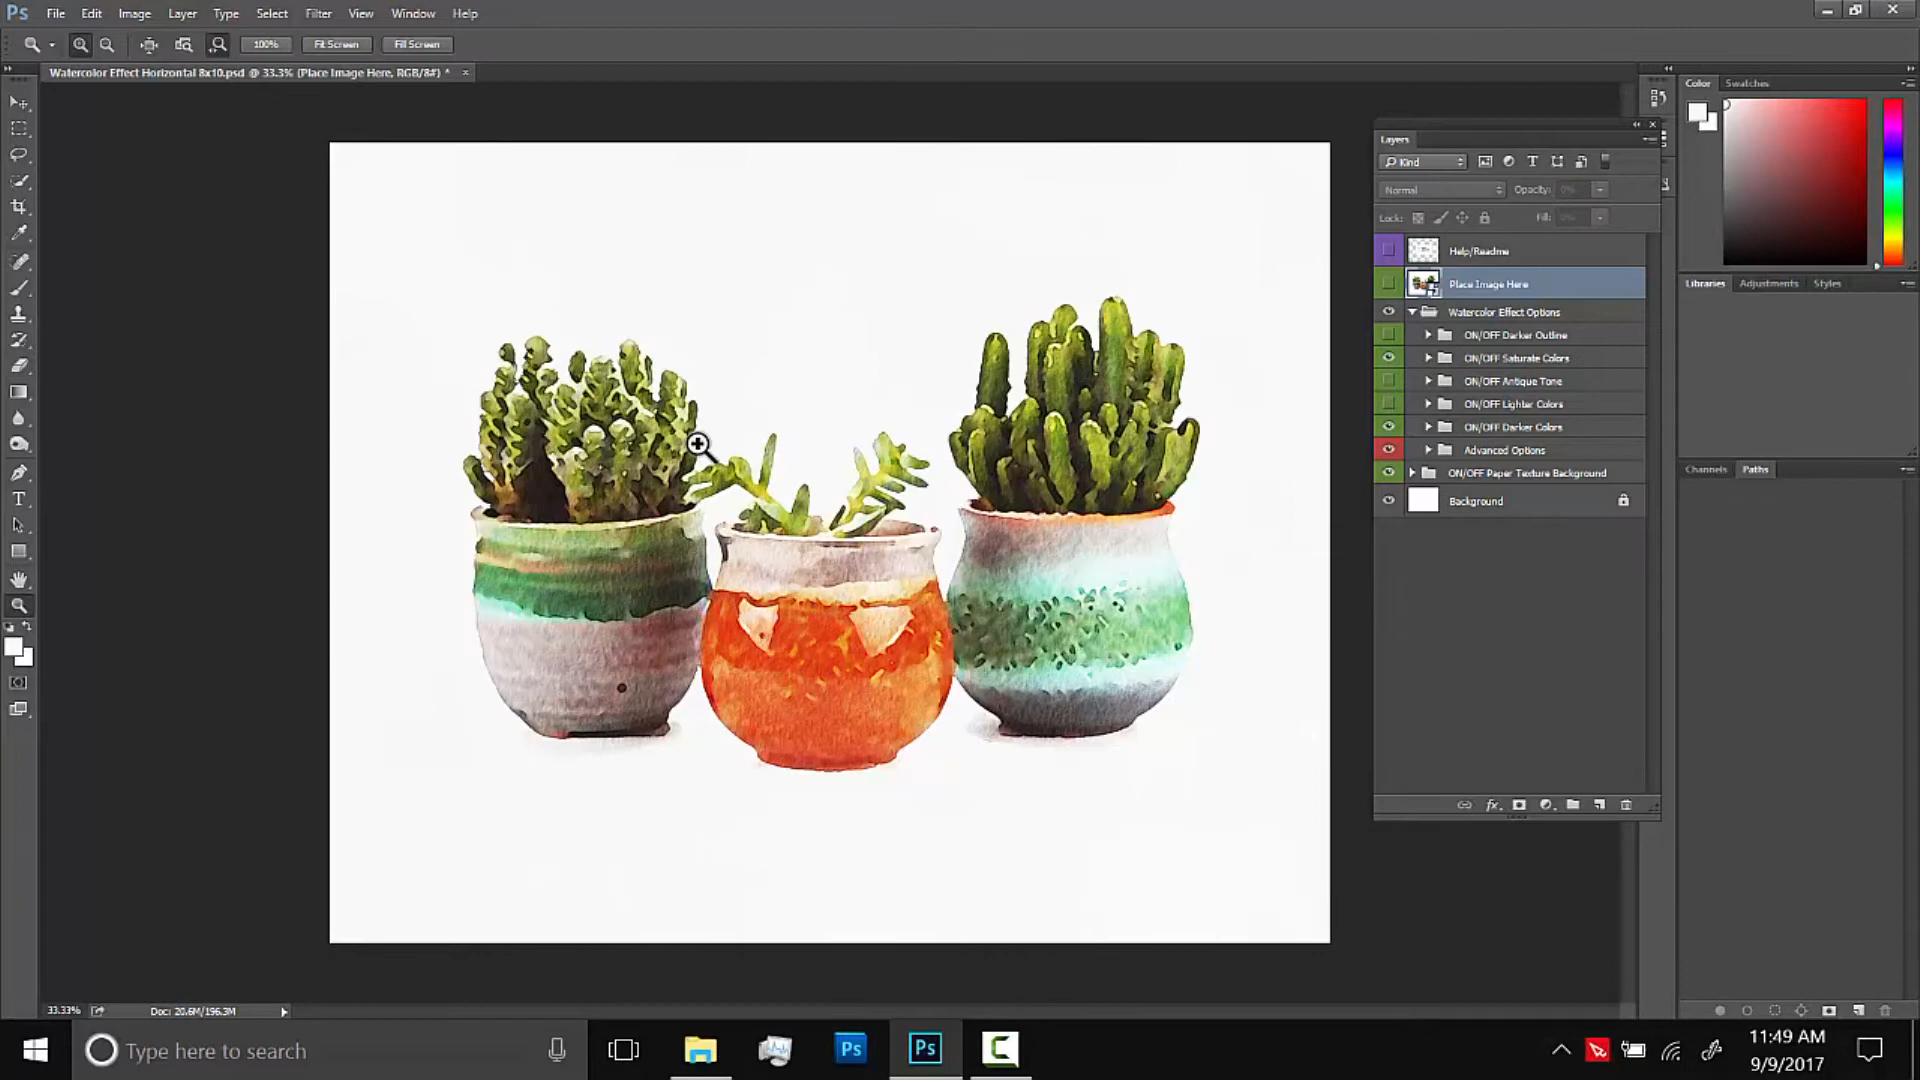 Ps File Edit Image Layer Type Select Filter View Window Help
100% Fit Screen Fill Screen
Watercolor Effect Horizontal 8x10.psd @ 33.3% (Place Image Here, RGB/8#) *
Color Swatches
Layers
Kind
Normal Opacity: 0%
Lock: Fill: 0%
Help/Readme
Place Image Here
Watercolor Effect Options
ON/OFF Darker Outline
ON/OFF Saturate Colors
ON/OFF Antique Tone
ON/OFF Lighter Colors
ON/OFF Darker Colors
Advanced Options
ON/OFF Paper Texture Background
Background
Libraries Adjustments Styles
Channels Paths
33.33% Doc: 20.6M/196.3M
Type here to search
Ps
Ps
11:49 AM
9/9/2017